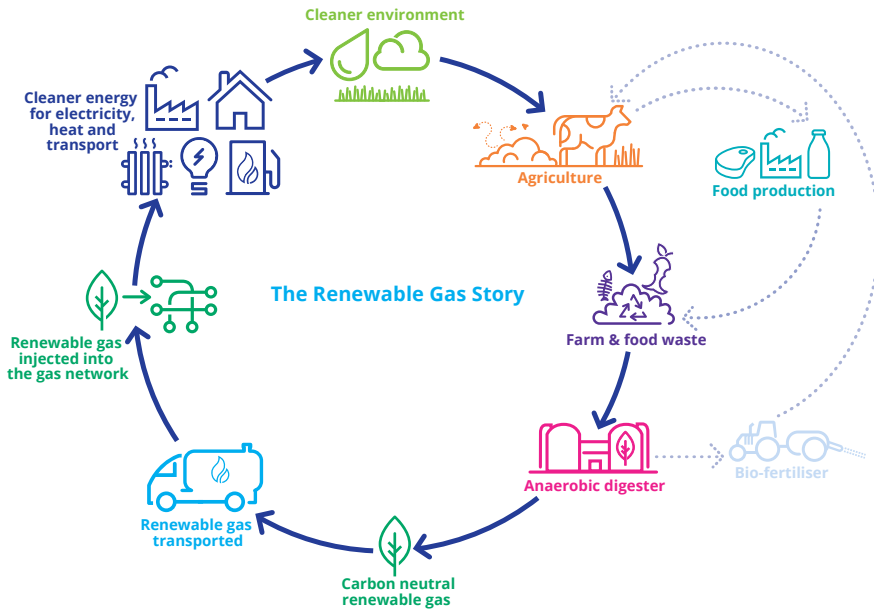 Cleaner environment
Cleaner energy
for electricity,
heat and
transport
Agriculture
Food production
The Renewable Gas Story
Farm & food waste
Renewable gas
injected into
the gas network
Anaerobic digester
Bio-fertiliser
Renewable gas
transported
Carbon neutral
renewable gas